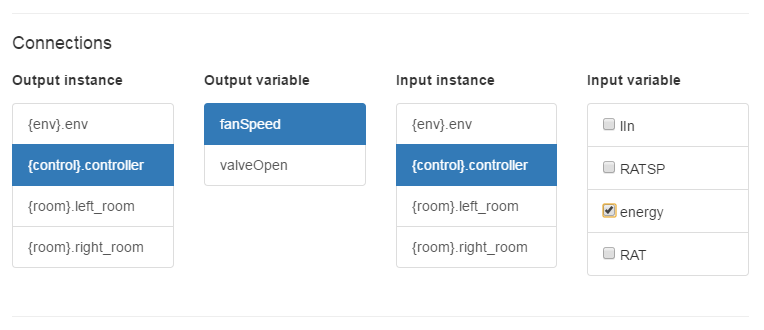 Connections
Output instance
{env}.env
{control}.controller
{room}.left_room
{room}.right_room
Output variable
fanSpeed
valveOpen
Input instance
{env}.env
{control}.controller
{room}.left_room
{room}.right_room
Input variable
lIn
RATSP
energy
RAT